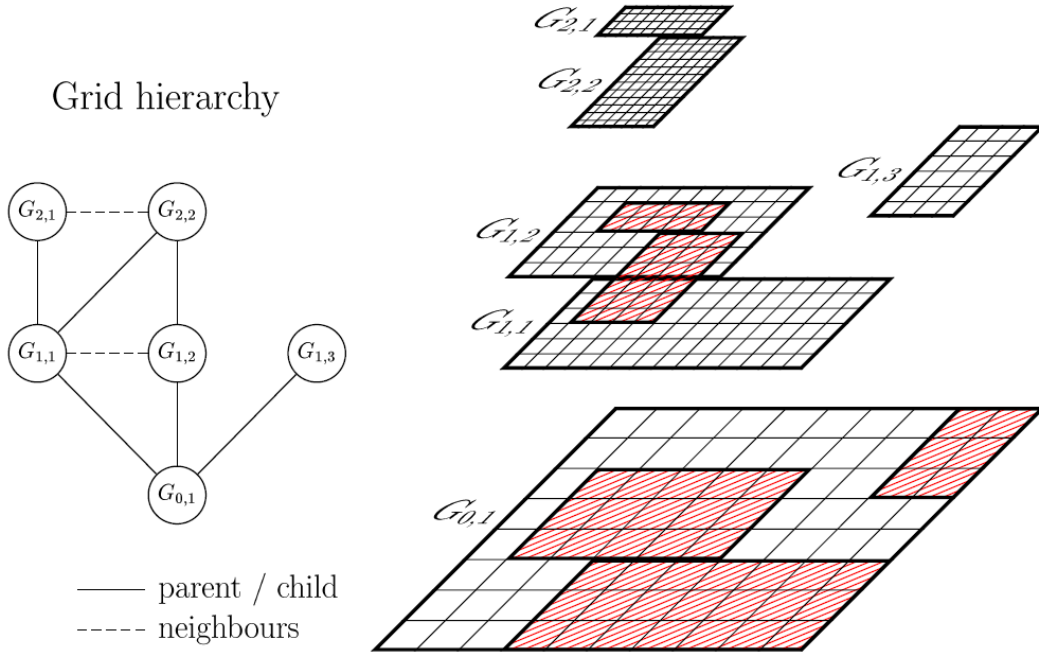 Grid hierarchy
G2,1
G2,2
G1,1
G1,2
G1,3
G0,1
parent / child
neighbours
G2,1
G2,2
G1,3
G1,2
G1,1
G0,1